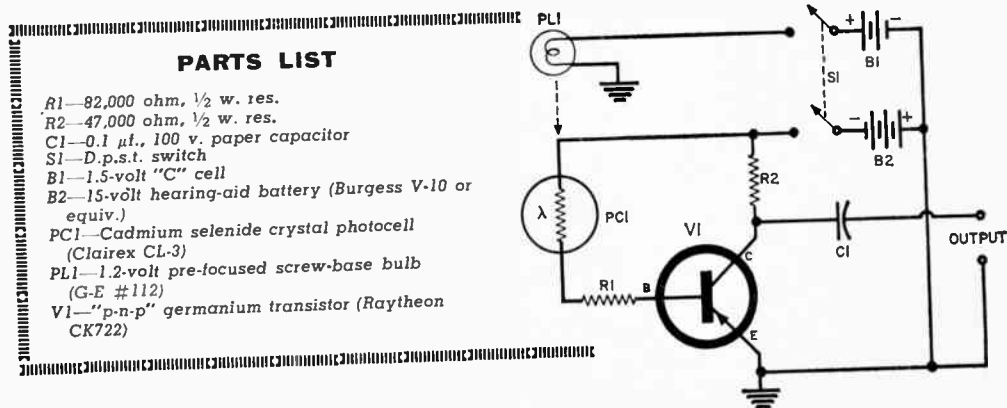 PARTS LIST
R1—82,000 ohm, ½ w. res.
R2—47,000 ohm, ½ w. res.
C1—0.1 µf., 100 v. paper capacitor
S1—D.p.s.t. switch
B1—1.5-volt "C" cell
B2—15-volt hearing-aid battery (Burgess V-10 or
equiv.)
PC1—Cadmium selenide crystal photocell
(Clairex CL-3)
PL1—1.2-volt pre-focused screw-base bulb
(G-E #112)
V1—"p-n-p" germanium transistor (Raytheon
CK722)
PL1
+ -
B1
S1
- +
B2
R2
λ
PC1
V1
C
C1
OUTPUT
R1
B
E